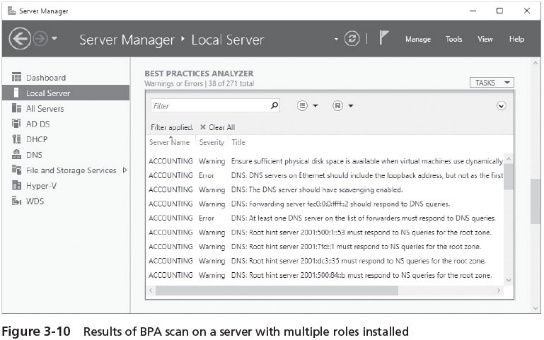 Server Manager
Server Manager • Local Server
Manage Tools View Help
Dashboard
Local Server
All Servers
AD DS
DHCP
DNS
File and Storage Services
Hyper-V
WDS
BEST PRACTICES ANALYZER
Warnings or Errors | 38 of 271 total
TASKS
Filter
Filter applied. Clear All
Server Name Severity Title
ACCOUNTING Warning Ensure sufficient physical disk space is available when virtual machines use dynamically
ACCOUNTING Error DNS: DNS servers on Ethernet should include the loopback address, but not as the first
ACCOUNTING Warning DNS: The DNS server should have scavenging enabled.
ACCOUNTING Warning DNS: Forwarding server fec0:0:0:ffff::2 should respond to DNS queries.
ACCOUNTING Error DNS: At least one DNS server on the list of forwarders must respond to DNS queries.
ACCOUNTING Warning DNS: Root hint server 2001:500:1::53 must respond to NS queries for the root zone.
ACCOUNTING Warning DNS: Root hint server 2001:7fd::1 must respond to NS queries for the root zone.
ACCOUNTING Warning DNS: Root hint server 2001:dc3::35 must respond to NS queries for the root zone.
ACCOUNTING Warning DNS: Root hint server 2001:500:84::b must respond to NS queries for the root zone.
Figure 3-10 Results of BPA scan on a server with multiple roles installed